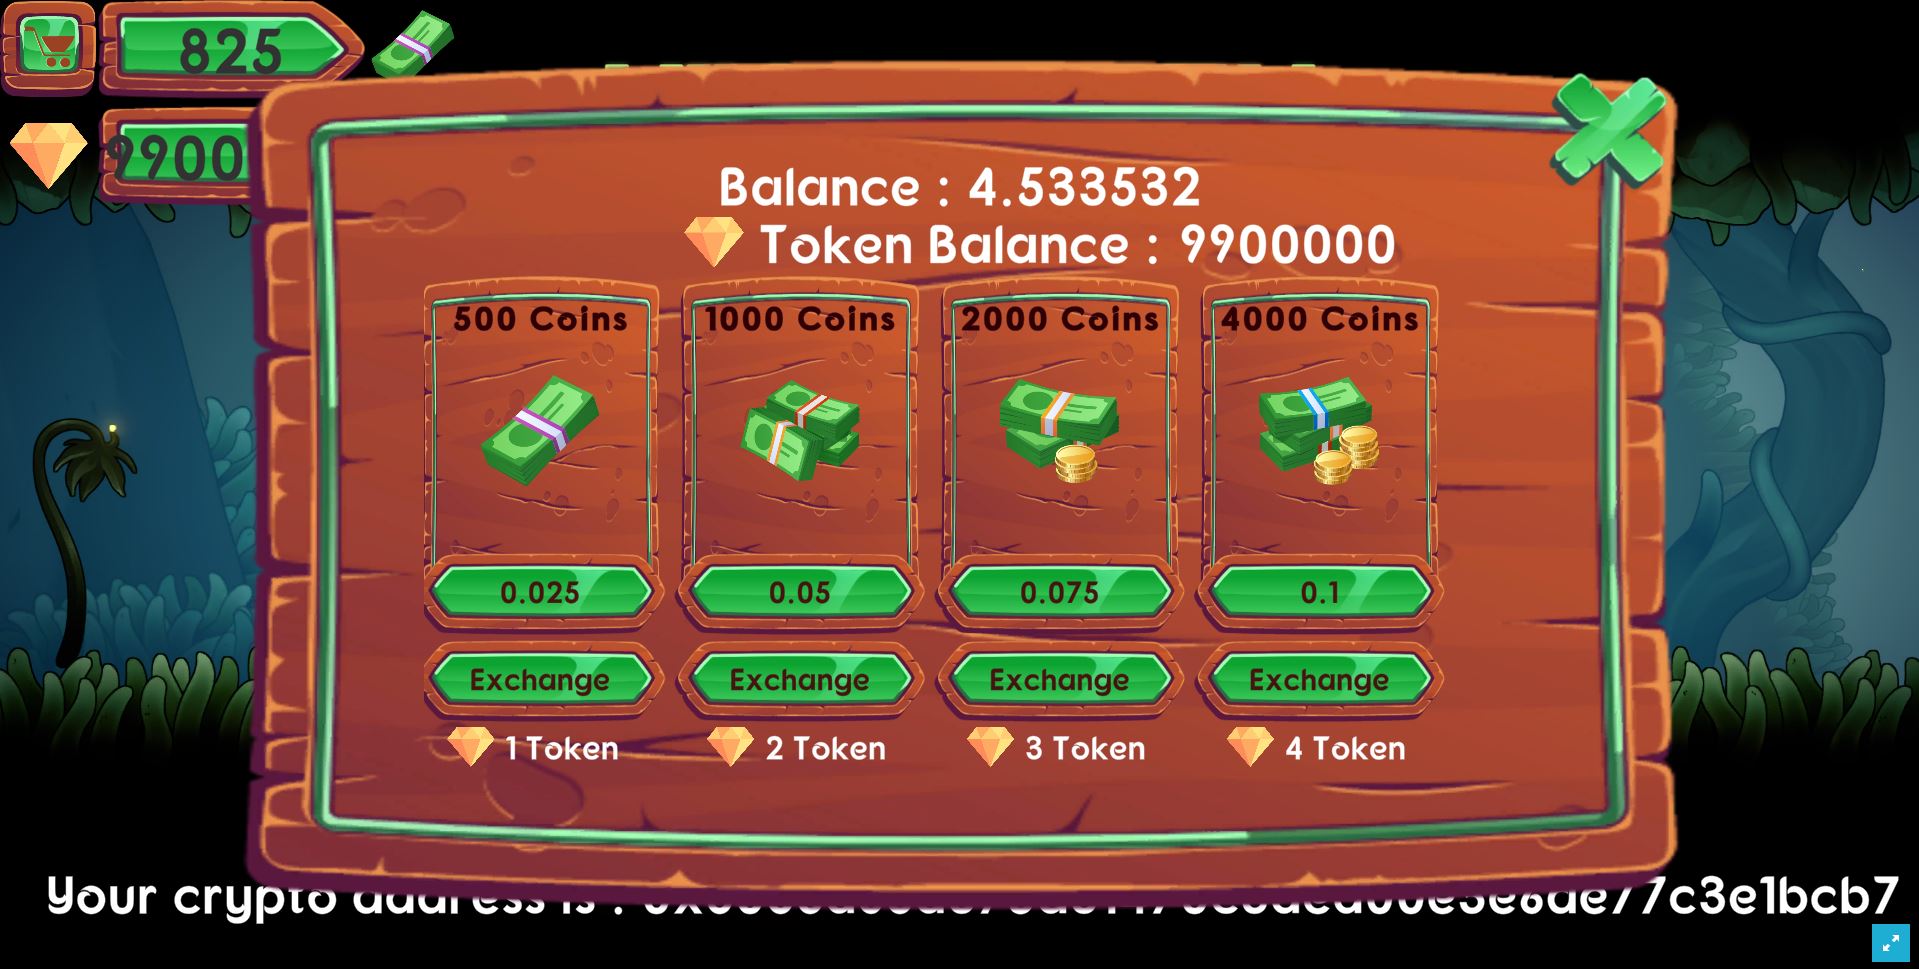 825
9900
Balance : 4.533532
Token Balance : 9900000
500 Coins
1000 Coins
2000 Coins
4000 Coins
0.025
0.05
0.075
0.1
Exchange
Exchange
Exchange
Exchange
1 Token
2 Token
3 Token
4 Token
Your crypto address is :